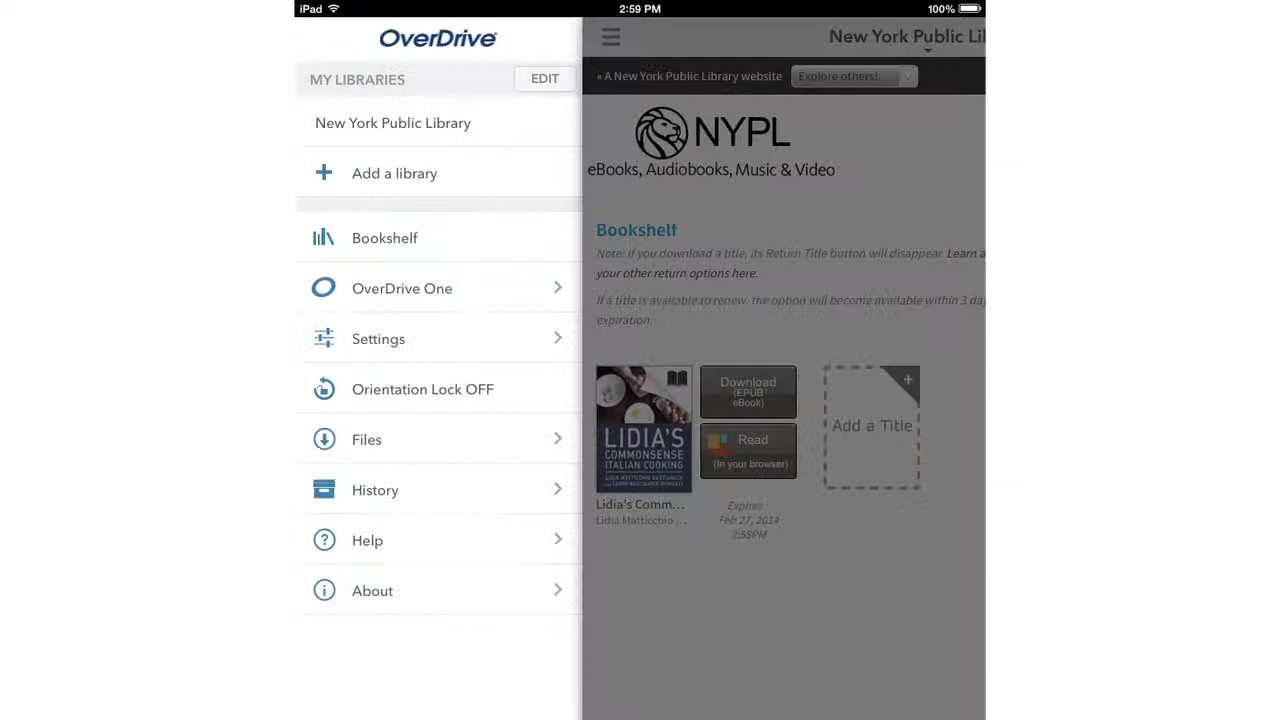 iPad
2:59 PM
100%
OverDrive
MY LIBRARIES
EDIT
New York Public Library
Add a library
Bookshelf
OverDrive One
Settings
Orientation Lock OFF
Files
History
Help
About
New York Public Li
« A New York Public Library website
Explore others!
NYPL
eBooks, Audiobooks, Music & Video
Bookshelf
Note: If you download a title, its Return Title button will disappear. Learn a
your other return options here.
If a title is available to renew, the option will become available within 3 day
expiration.
LIDIA'S
COMMONSENSE
ITALIAN COOKING
Lidia's Comm...
Lidia Matticchio ...
Download
(EPUB
eBook)
Read
(In your browser)
Expires :
Feb 27, 2014
2:58PM
Add a Title